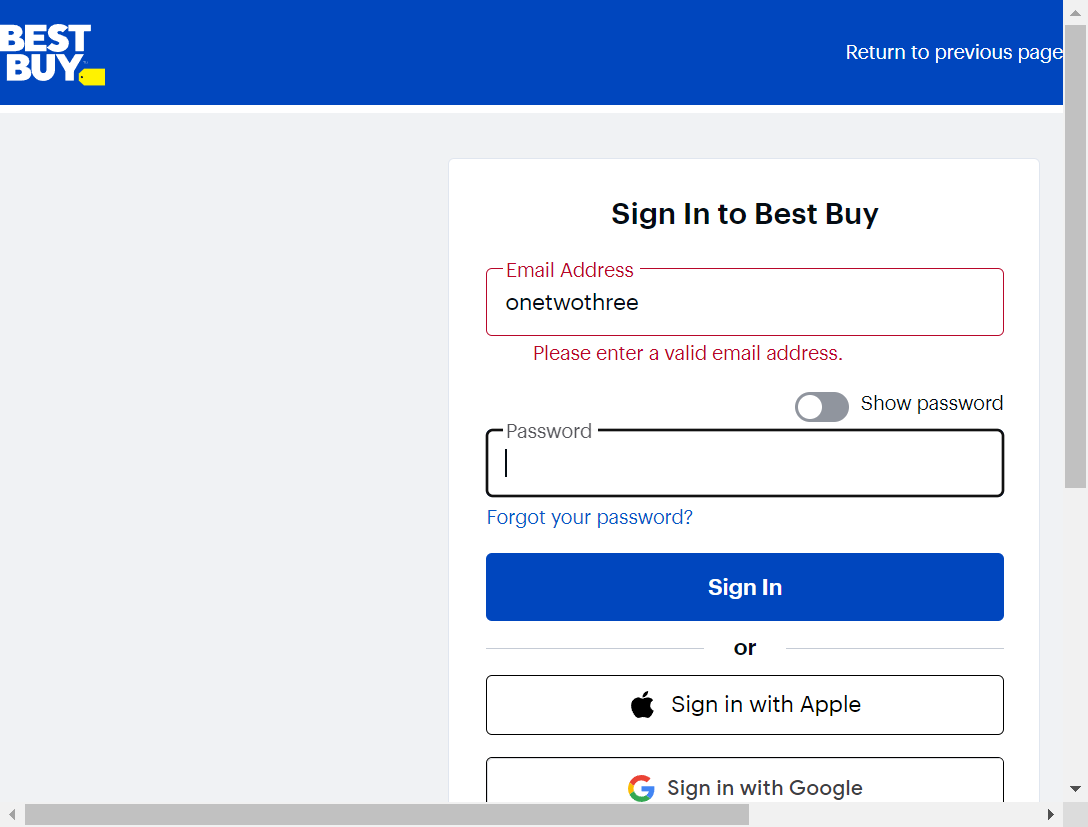 BEST
BUY
Return to previous page
Sign In to Best Buy
Email Address
onetwothree
Please enter a valid email address.
Show password
Password
Forgot your password?
Sign In
or
Sign in with Apple
Sign in with Google